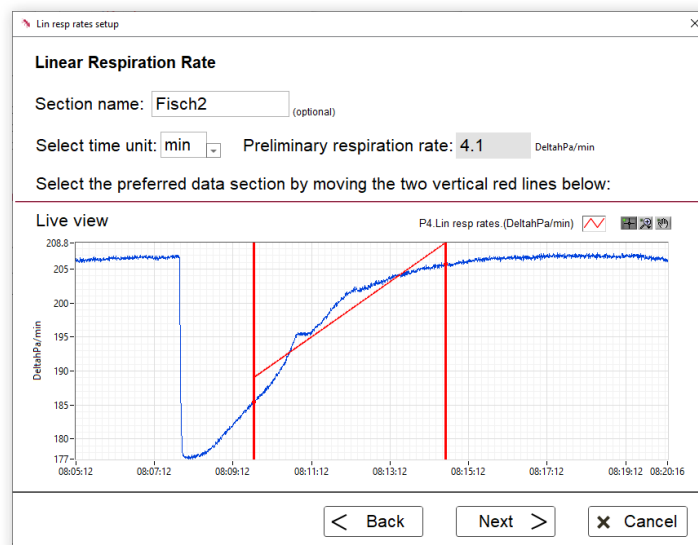 Lin resp rates setup
Linear Respiration Rate
Section name: Fisch2 (optional)
Select time unit: min Preliminary respiration rate: 4.1 DeltahPa/min
Select the preferred data section by moving the two vertical red lines below:
Live view P4.Lin resp rates.(DeltahPa/min)
208.8
205
200
195
190
185
180
177
DeltahPa/min
08:05:12 08:07:12 08:09:12 08:11:12 08:13:12 08:15:12 08:17:12 08:19:12 08:20:16
< Back Next > Cancel